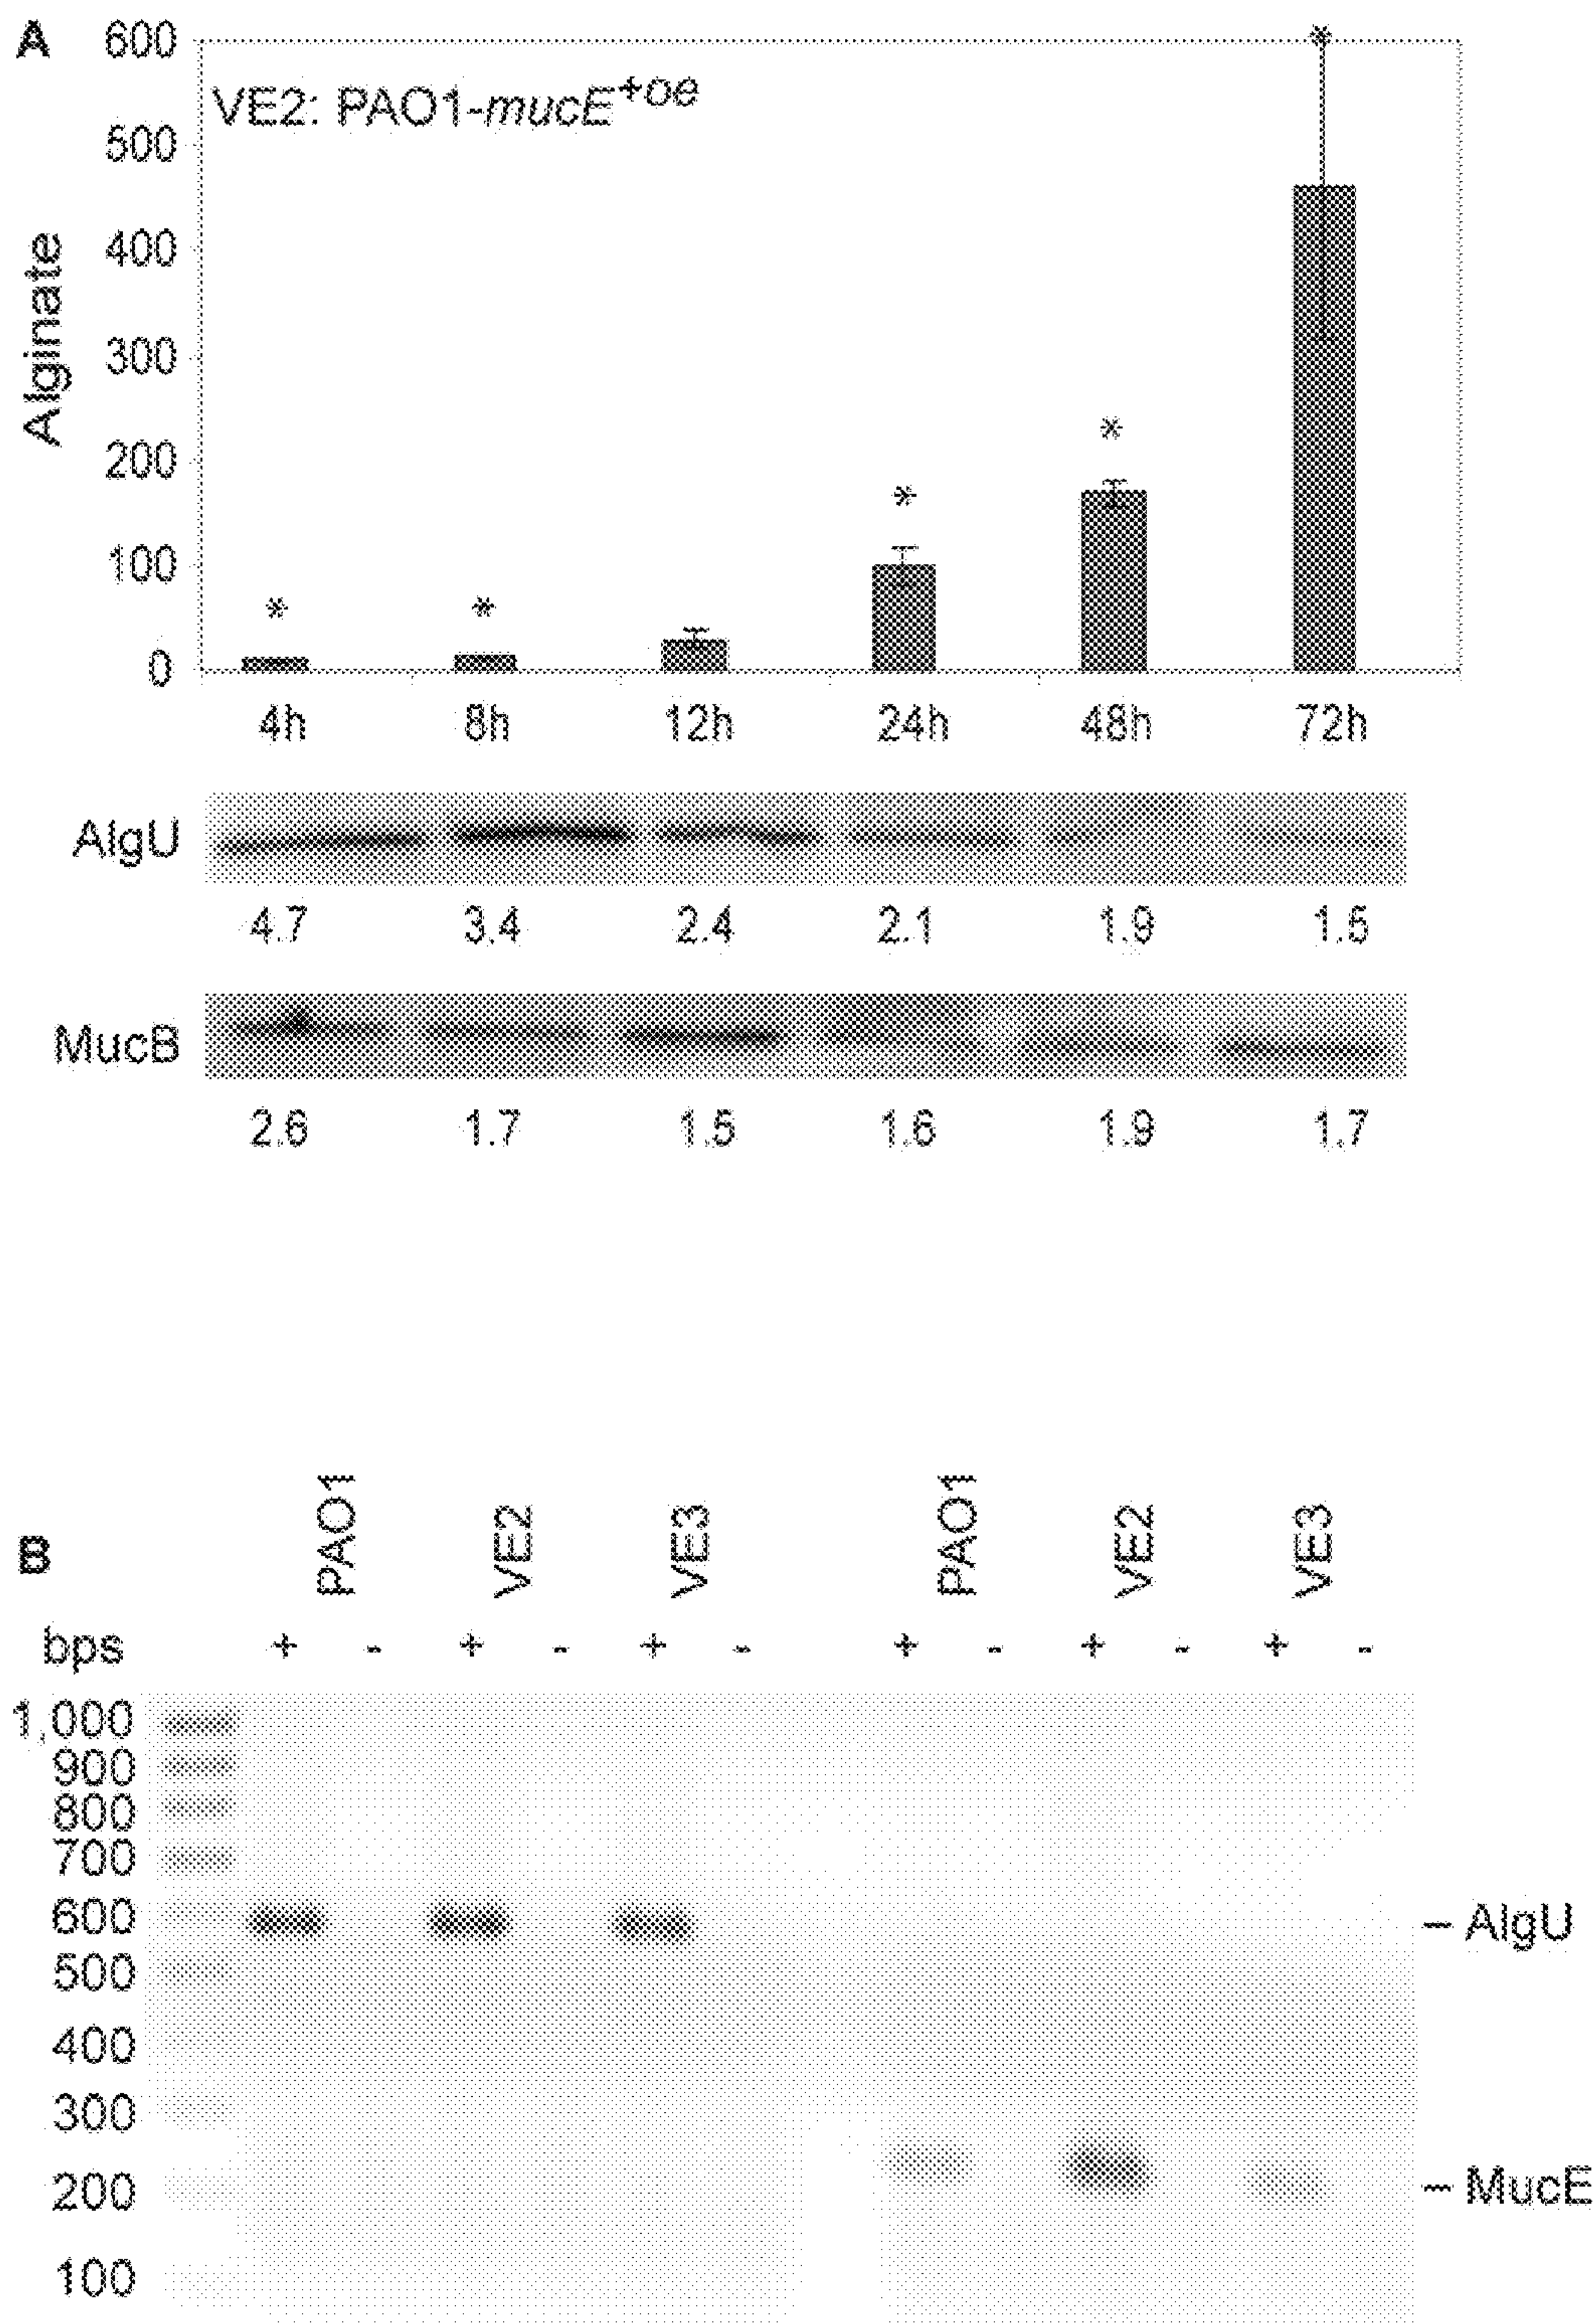 A
600
VE2: PAO1-mucE+oe
500
400
300
200
100
0
Alginate
* * * * *
4h 8h 12h 24h 48h 72h
AlgU
4.7 3.4 2.4 2.1 1.9 1.5
MucB
2.6 1.7 1.5 1.6 1.9 1.7
B
PAO1 VE2 VE3 PAO1 VE2 VE3
bps + - + - + - + - + - + -
1,000
900
800
700
600 – AlgU
500
400
300
200 – MucE
100